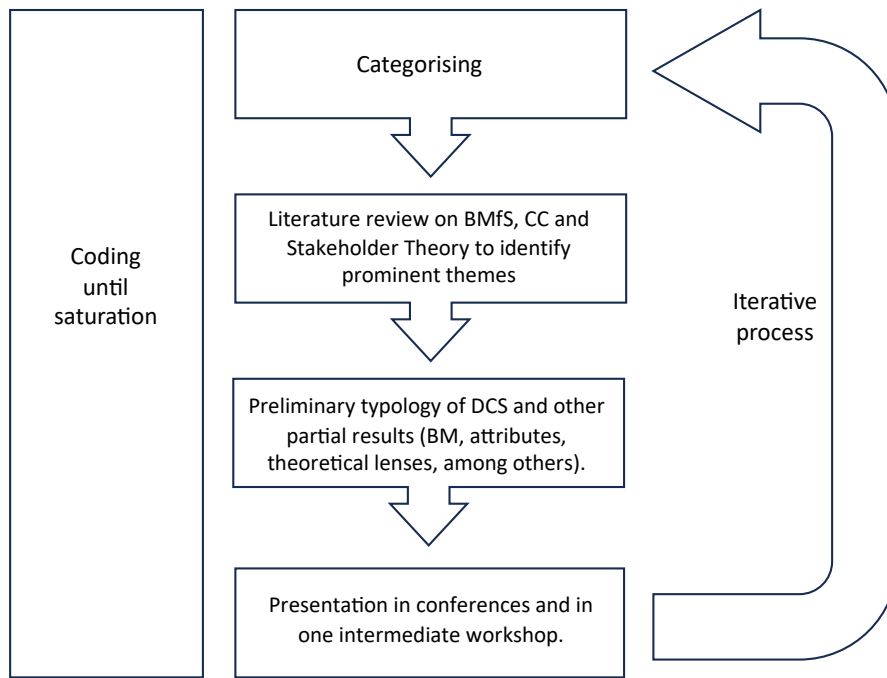 Categorising
Literature review on BMfS, CC and
Stakeholder Theory to identify
prominent themes
Coding
until
saturation
Iterative
process
Preliminary typology of DCS and other
partial results (BM, attributes,
theoretical lenses, among others).
Presentation in conferences and in
one intermediate workshop.